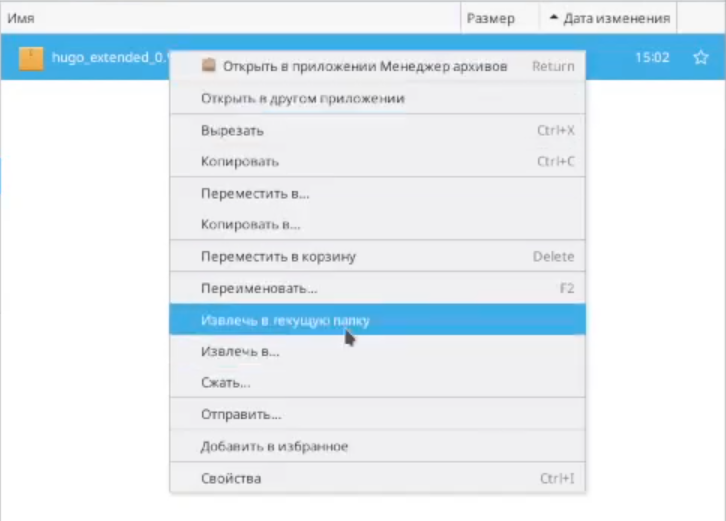 Имя Размер Дата изменения
hugo_extended_0. 15:02
Открыть в приложении Менеджер архивов Return
Открыть в другом приложении
Вырезать Ctrl+X
Копировать Ctrl+C
Переместить в...
Копировать в...
Переместить в корзину Delete
Переименовать... F2
Извлечь в текущую папку
Извлечь в...
Сжать...
Отправить...
Добавить в избранное
Свойства Ctrl+I